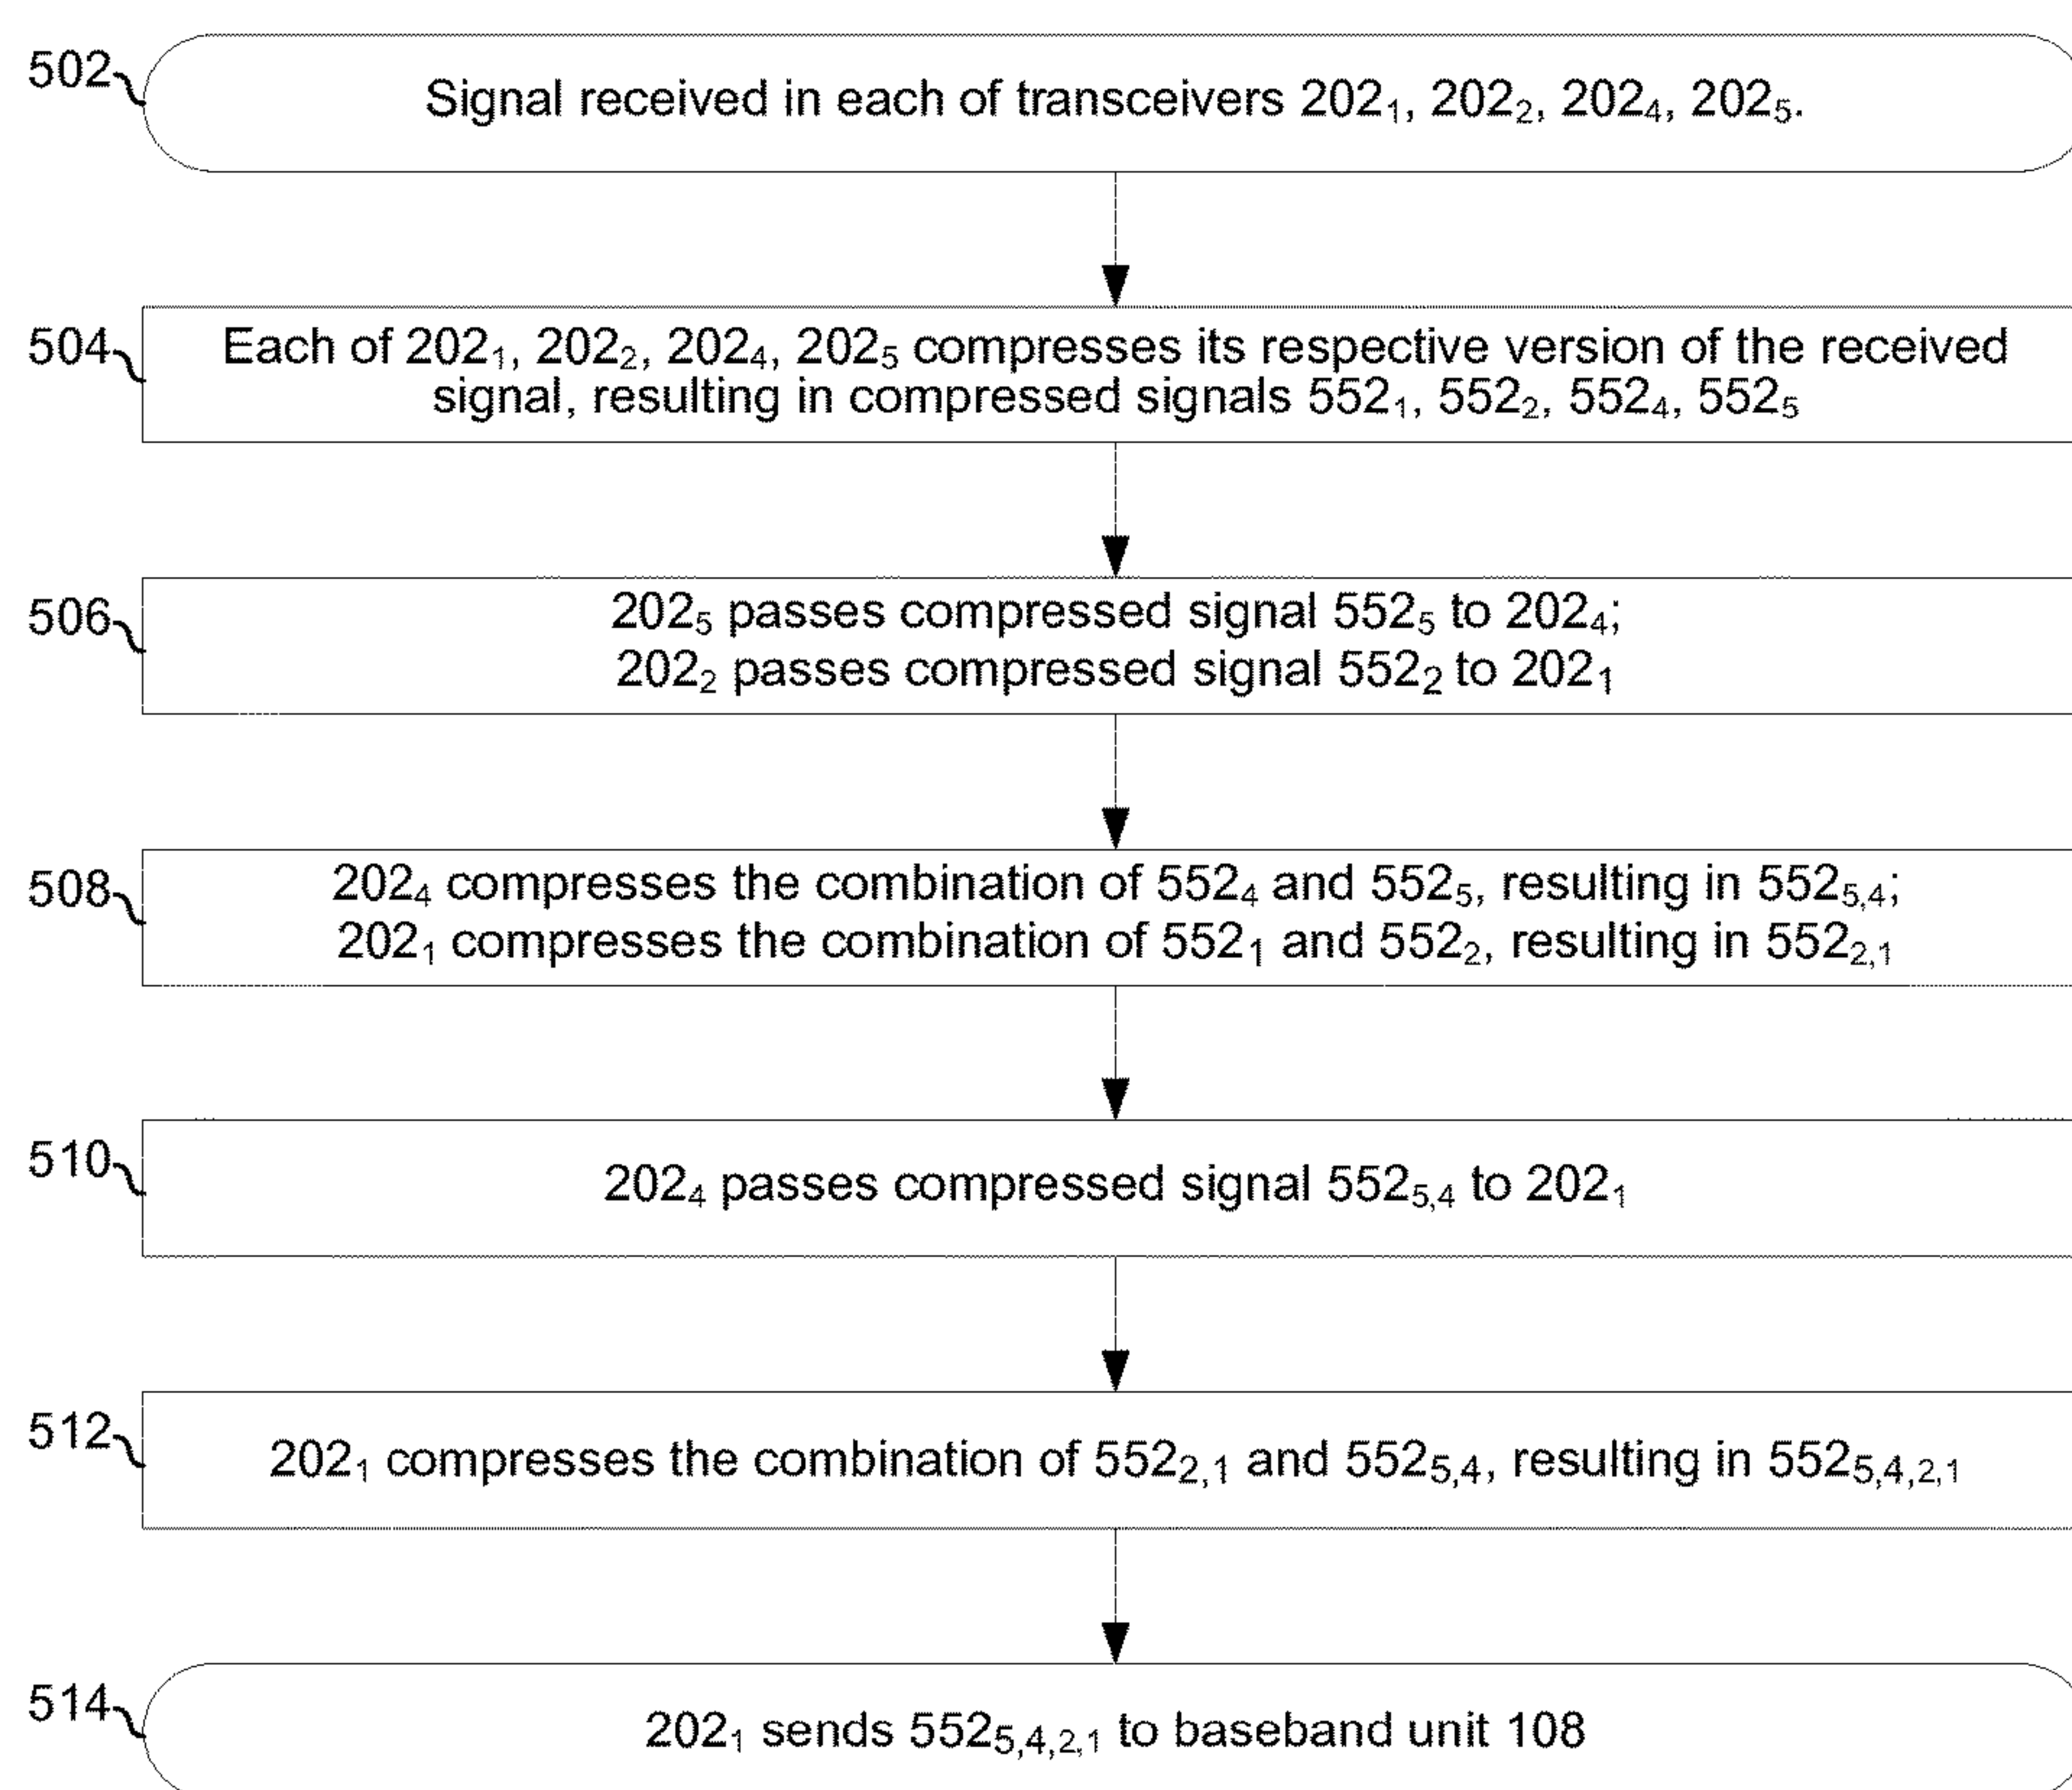 502
Signal received in each of transceivers 202₁, 202₂, 202₄, 202₅.
504
Each of 202₁, 202₂, 202₄, 202₅ compresses its respective version of the received
signal, resulting in compressed signals 552₁, 552₂, 552₄, 552₅
506
202₅ passes compressed signal 552₅ to 202₄;
202₂ passes compressed signal 552₂ to 202₁
508
202₄ compresses the combination of 552₄ and 552₅, resulting in 552₅,₄;
202₁ compresses the combination of 552₁ and 552₂, resulting in 552₂,₁
510
202₄ passes compressed signal 552₅,₄ to 202₁
512
202₁ compresses the combination of 552₂,₁ and 552₅,₄, resulting in 552₅,₄,₂,₁
514
202₁ sends 552₅,₄,₂,₁ to baseband unit 108